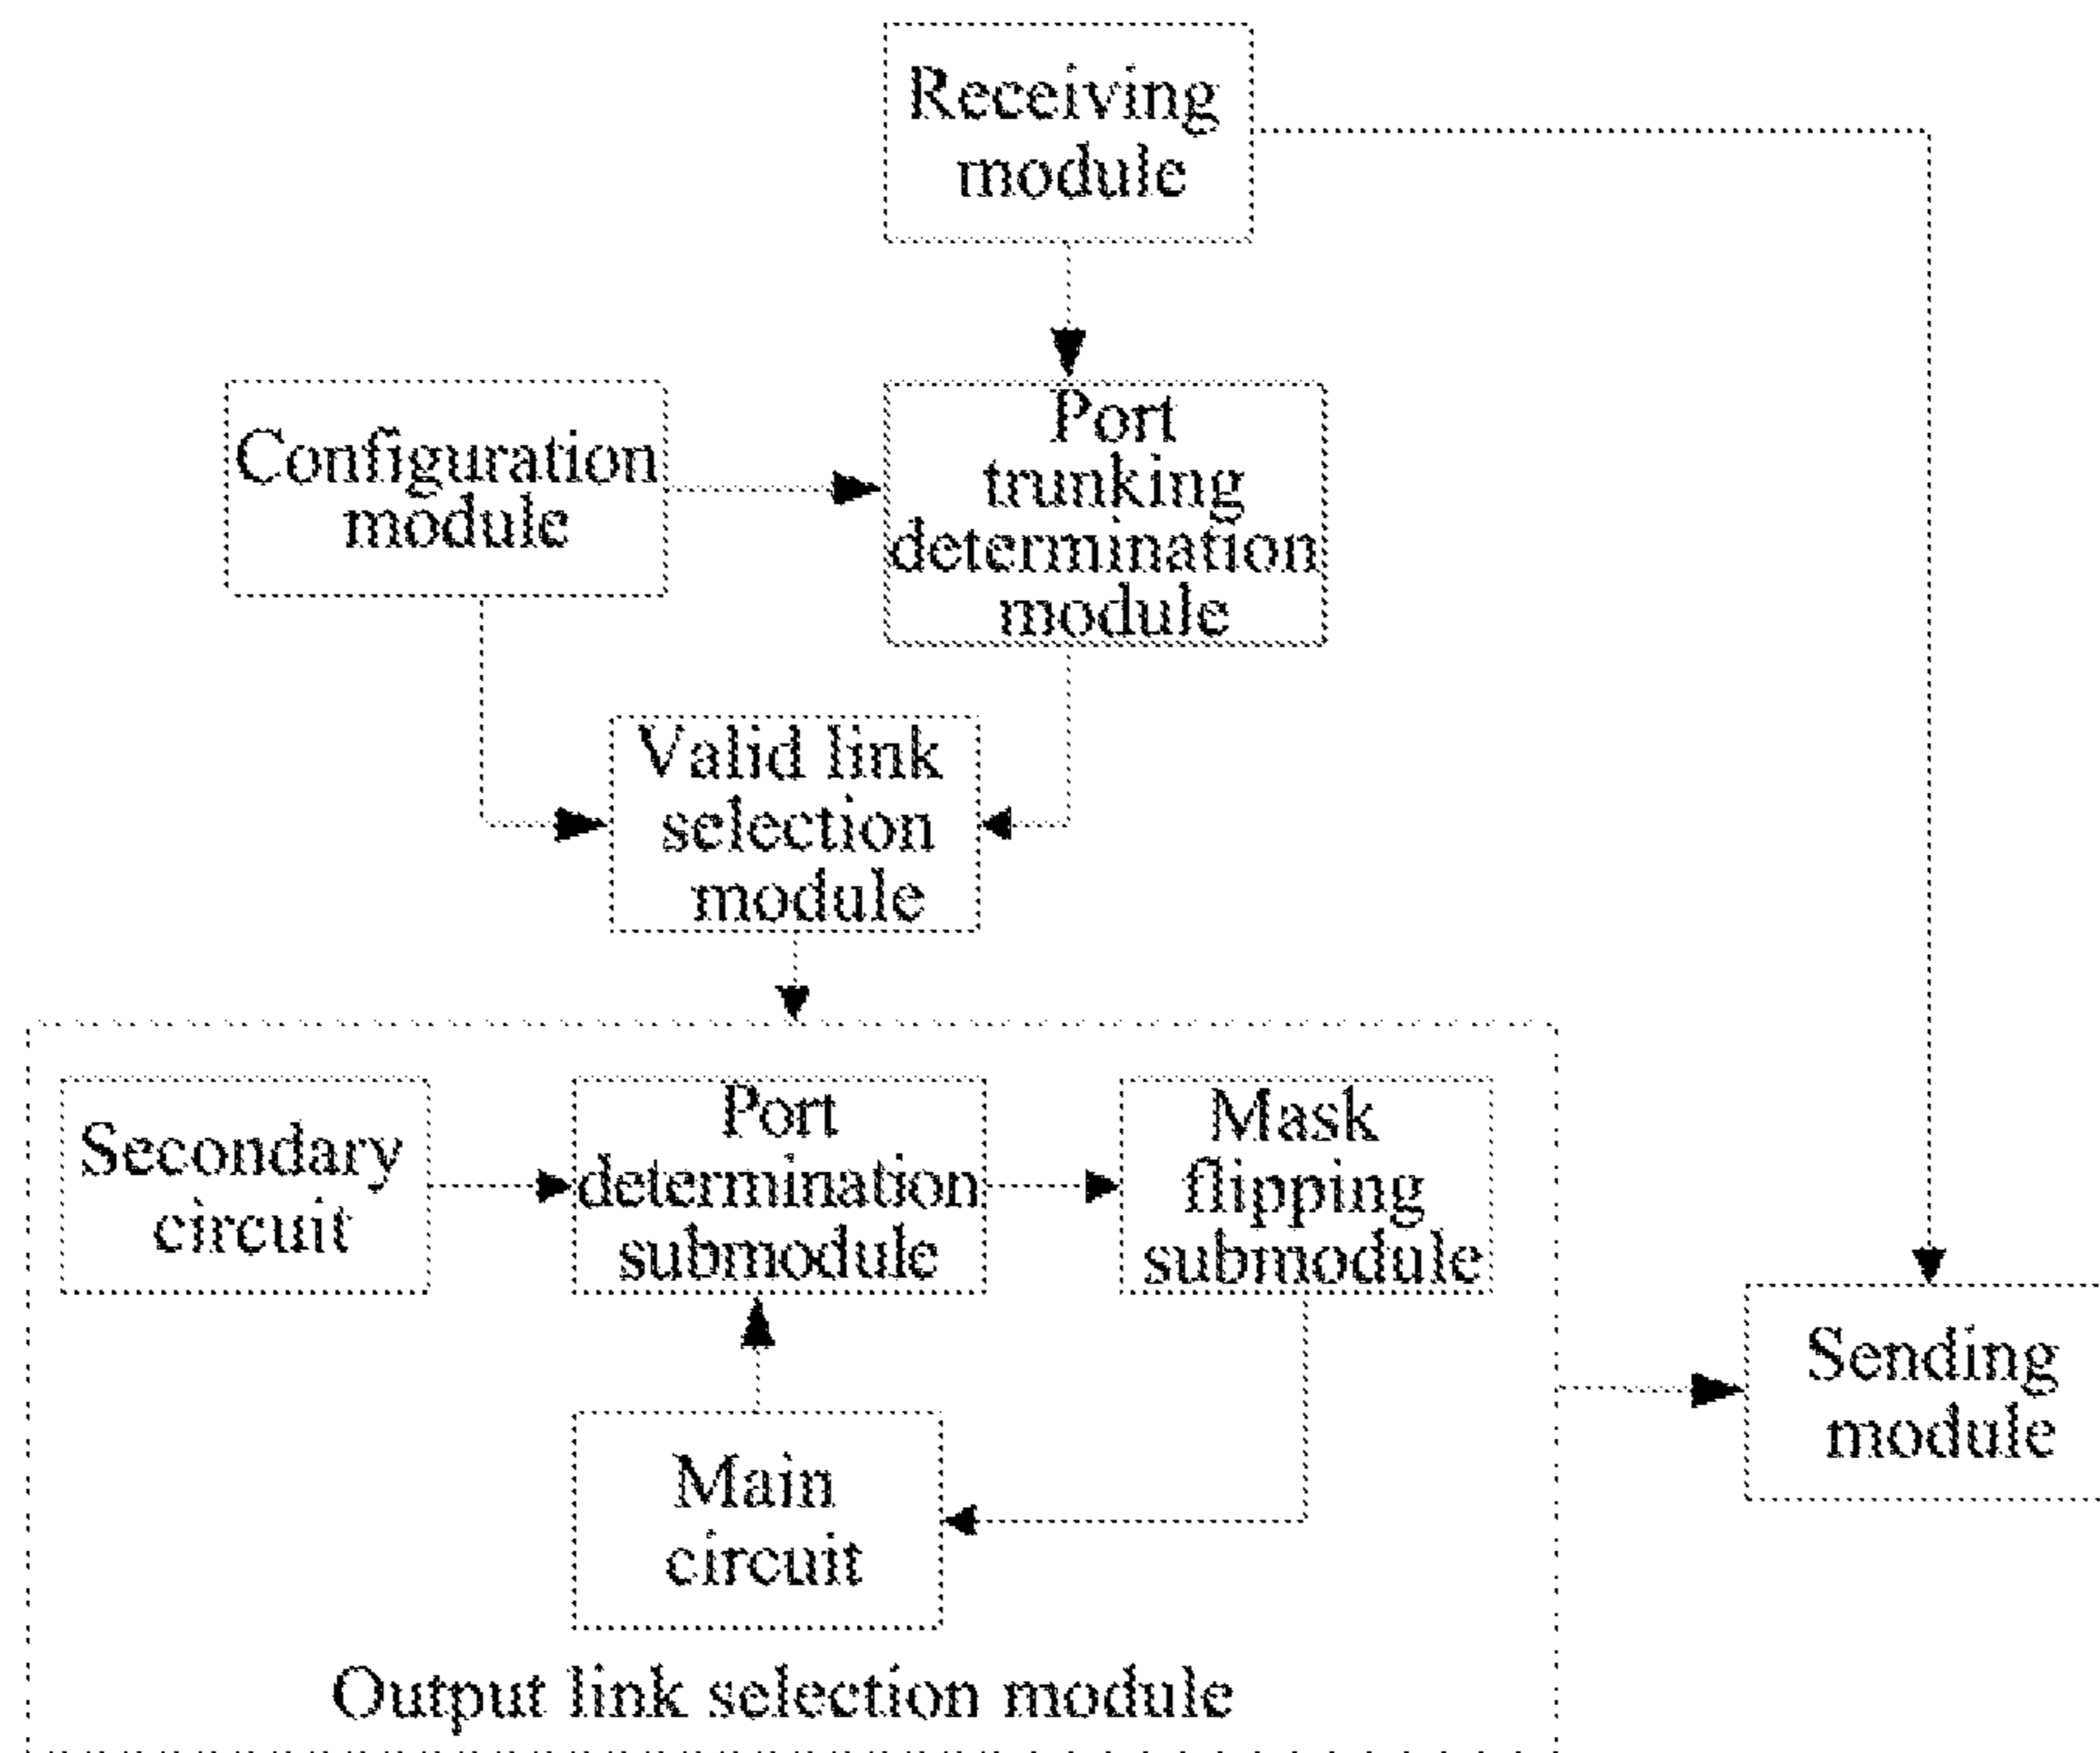 Receiving
module
Configuration
module
Port
trunking
determination
module
Valid link
selection
module
Secondary
circuit
Port
determination
submodule
Mask
flipping
submodule
Main
circuit
Sending
module
Output link selection module